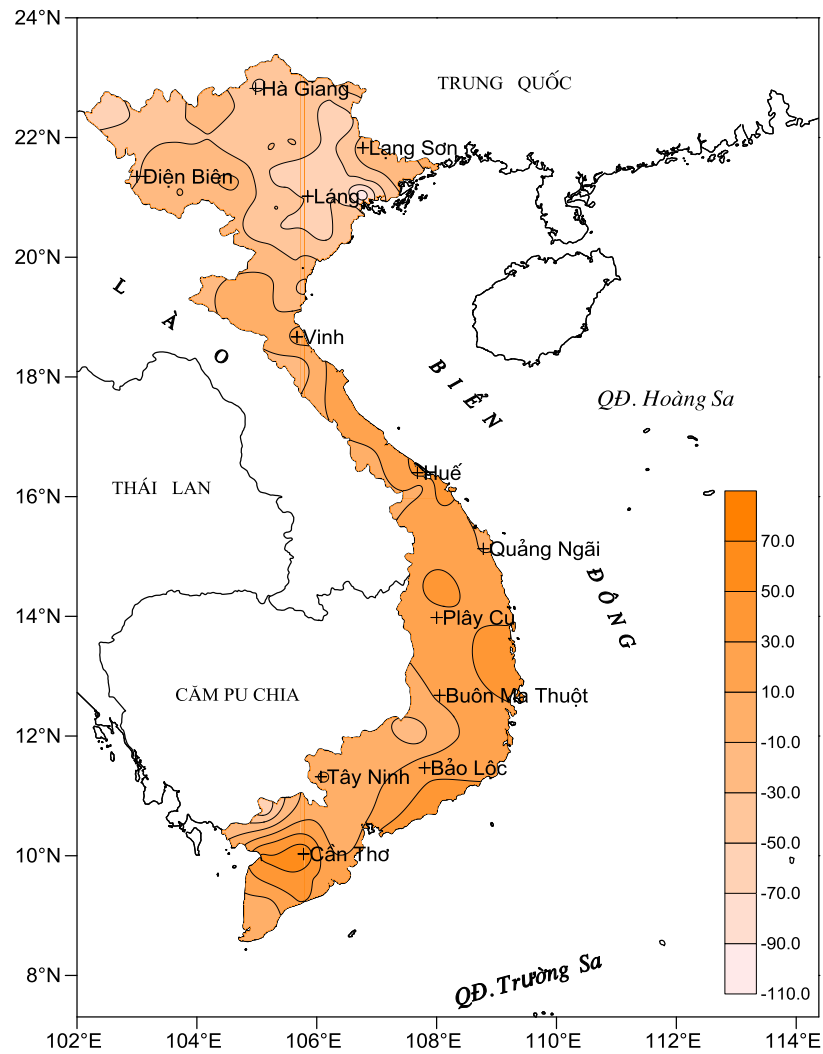 24°N
22°N
20°N
18°N
16°N
14°N
12°N
10°N
8°N
102°E
104°E
106°E
108°E
110°E
112°E
114°E
TRUNG QUỐC
Hà Giang
Lạng Sơn
Điện Biên
Láng
LÀO
Vinh
BIỂN
QĐ. Hoàng Sa
THÁI LAN
Huế
Quảng Ngãi
ĐÔNG
Plây Cu
CĂM PU CHIA
Buôn Ma Thuột
Bảo Lộc
Tây Ninh
Cần Thơ
QĐ. Trường Sa
70.0
50.0
30.0
10.0
-10.0
-30.0
-50.0
-70.0
-90.0
-110.0